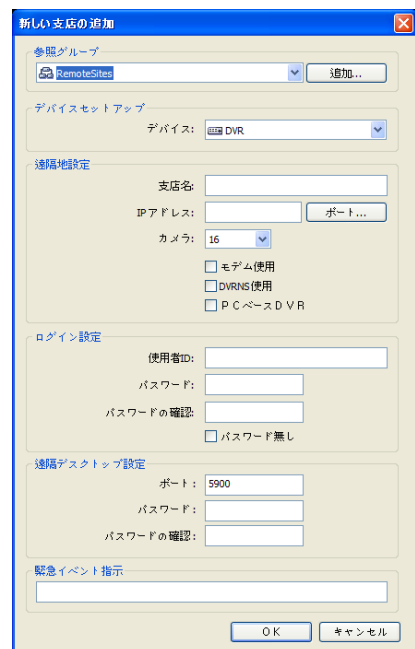 新しい支店の追加
参照グループ
RemoteSites 追加...
デバイスセットアップ
デバイス: DVR
遠隔地設定
支店名:
IPアドレス: ポート...
カメラ: 16
モデム使用
DVRNS使用
ＰＣベースＤＶＲ
ログイン設定
使用者ID:
パスワード:
パスワードの確認:
パスワード無し
遠隔デスクトップ設定
ポート: 5900
パスワード:
パスワードの確認:
緊急イベント指示
ＯＫ キャンセル